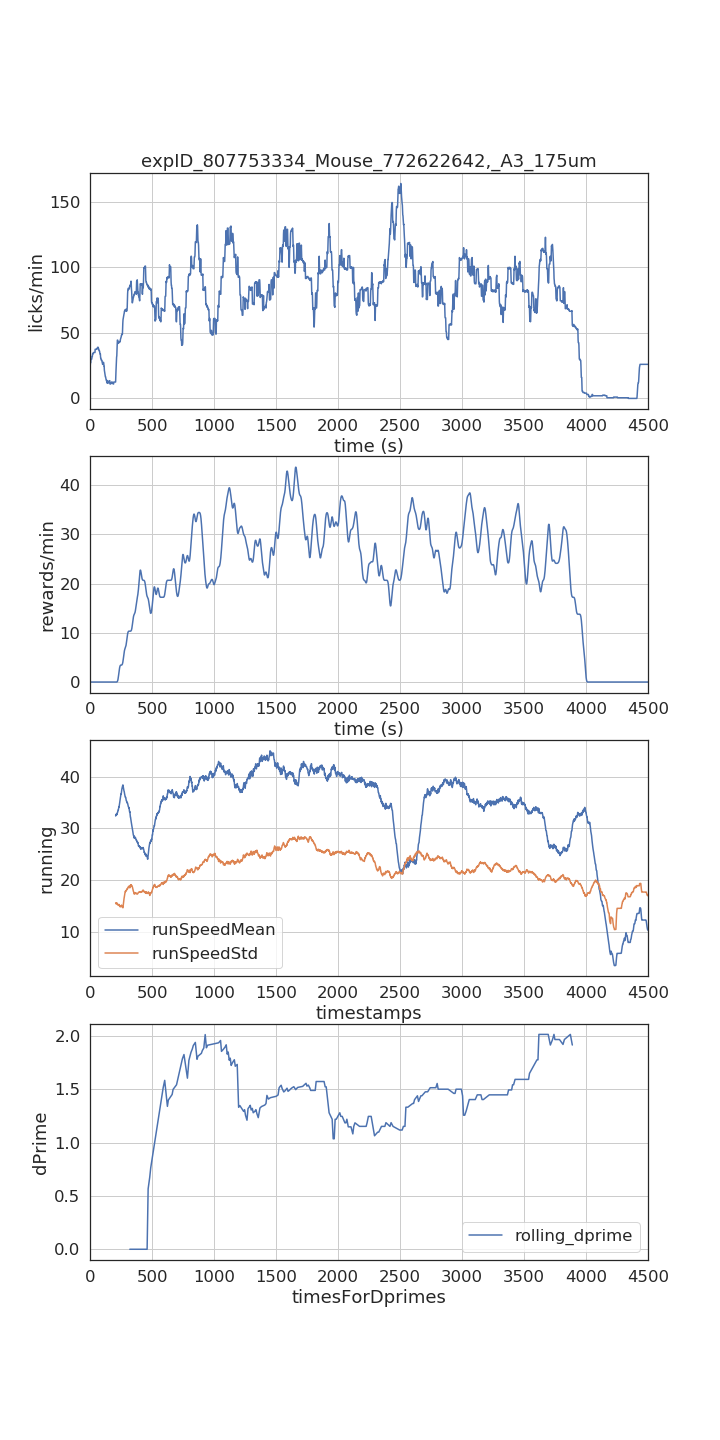 expID_807753334_Mouse_772622642,_A3_175um
150
100
50
0
licks/min
0 500 1000 1500 2000 2500 3000 3500 4000 4500
time (s)
40
30
20
10
0
rewards/min
0 500 1000 1500 2000 2500 3000 3500 4000 4500
time (s)
40
30
20
10
running
runSpeedMean
runSpeedStd
0 500 1000 1500 2000 2500 3000 3500 4000 4500
timestamps
2.0
1.5
1.0
0.5
0.0
dPrime
rolling_dprime
0 500 1000 1500 2000 2500 3000 3500 4000 4500
timesForDprimes